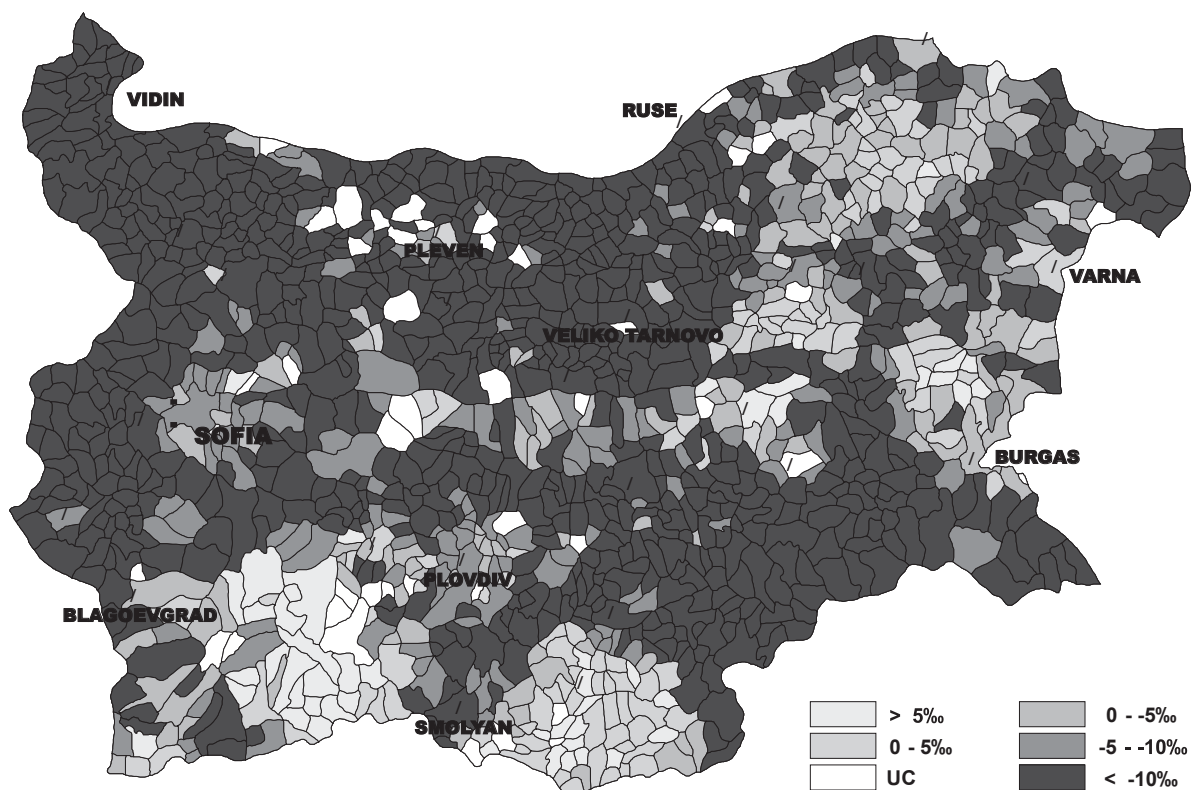 VIDIN
RUSE
PLEVEN
VARNA
VELIKO TARNOVO
SOFIA
BURGAS
PLOVDIV
BLAGOEVGRAD
SMOLYAN
> 5‰
0 - -5‰
0 - 5‰
-5 - -10‰
UC
< -10‰